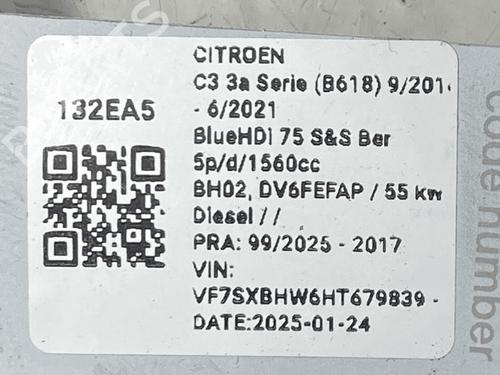 CITROEN
C3 3a Serie (B618) 9/201
- 6/2021
132EA5
BlueHDi 75 S&S Ber
5p/d/1560cc
BH02, DV6FEFAP / 55 kw
Diesel / /
PRA: 99/2025 - 2017
VIN:
VF7SXBHW6HT679839 -
DATE:2025-01-24
Code number